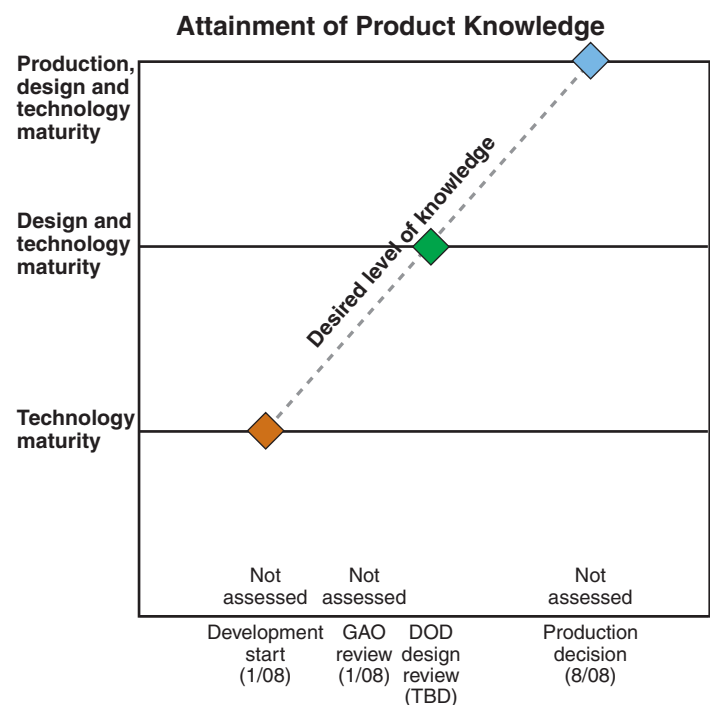 Attainment of Product Knowledge
Production,
design and
technology
maturity
Desired level of knowledge
Design and
technology
maturity
Technology
maturity
Not
assessed
Not
assessed
Not
assessed
Development
start
(1/08)
GAO
review
(1/08)
DOD
design
review
(TBD)
Production
decision
(8/08)